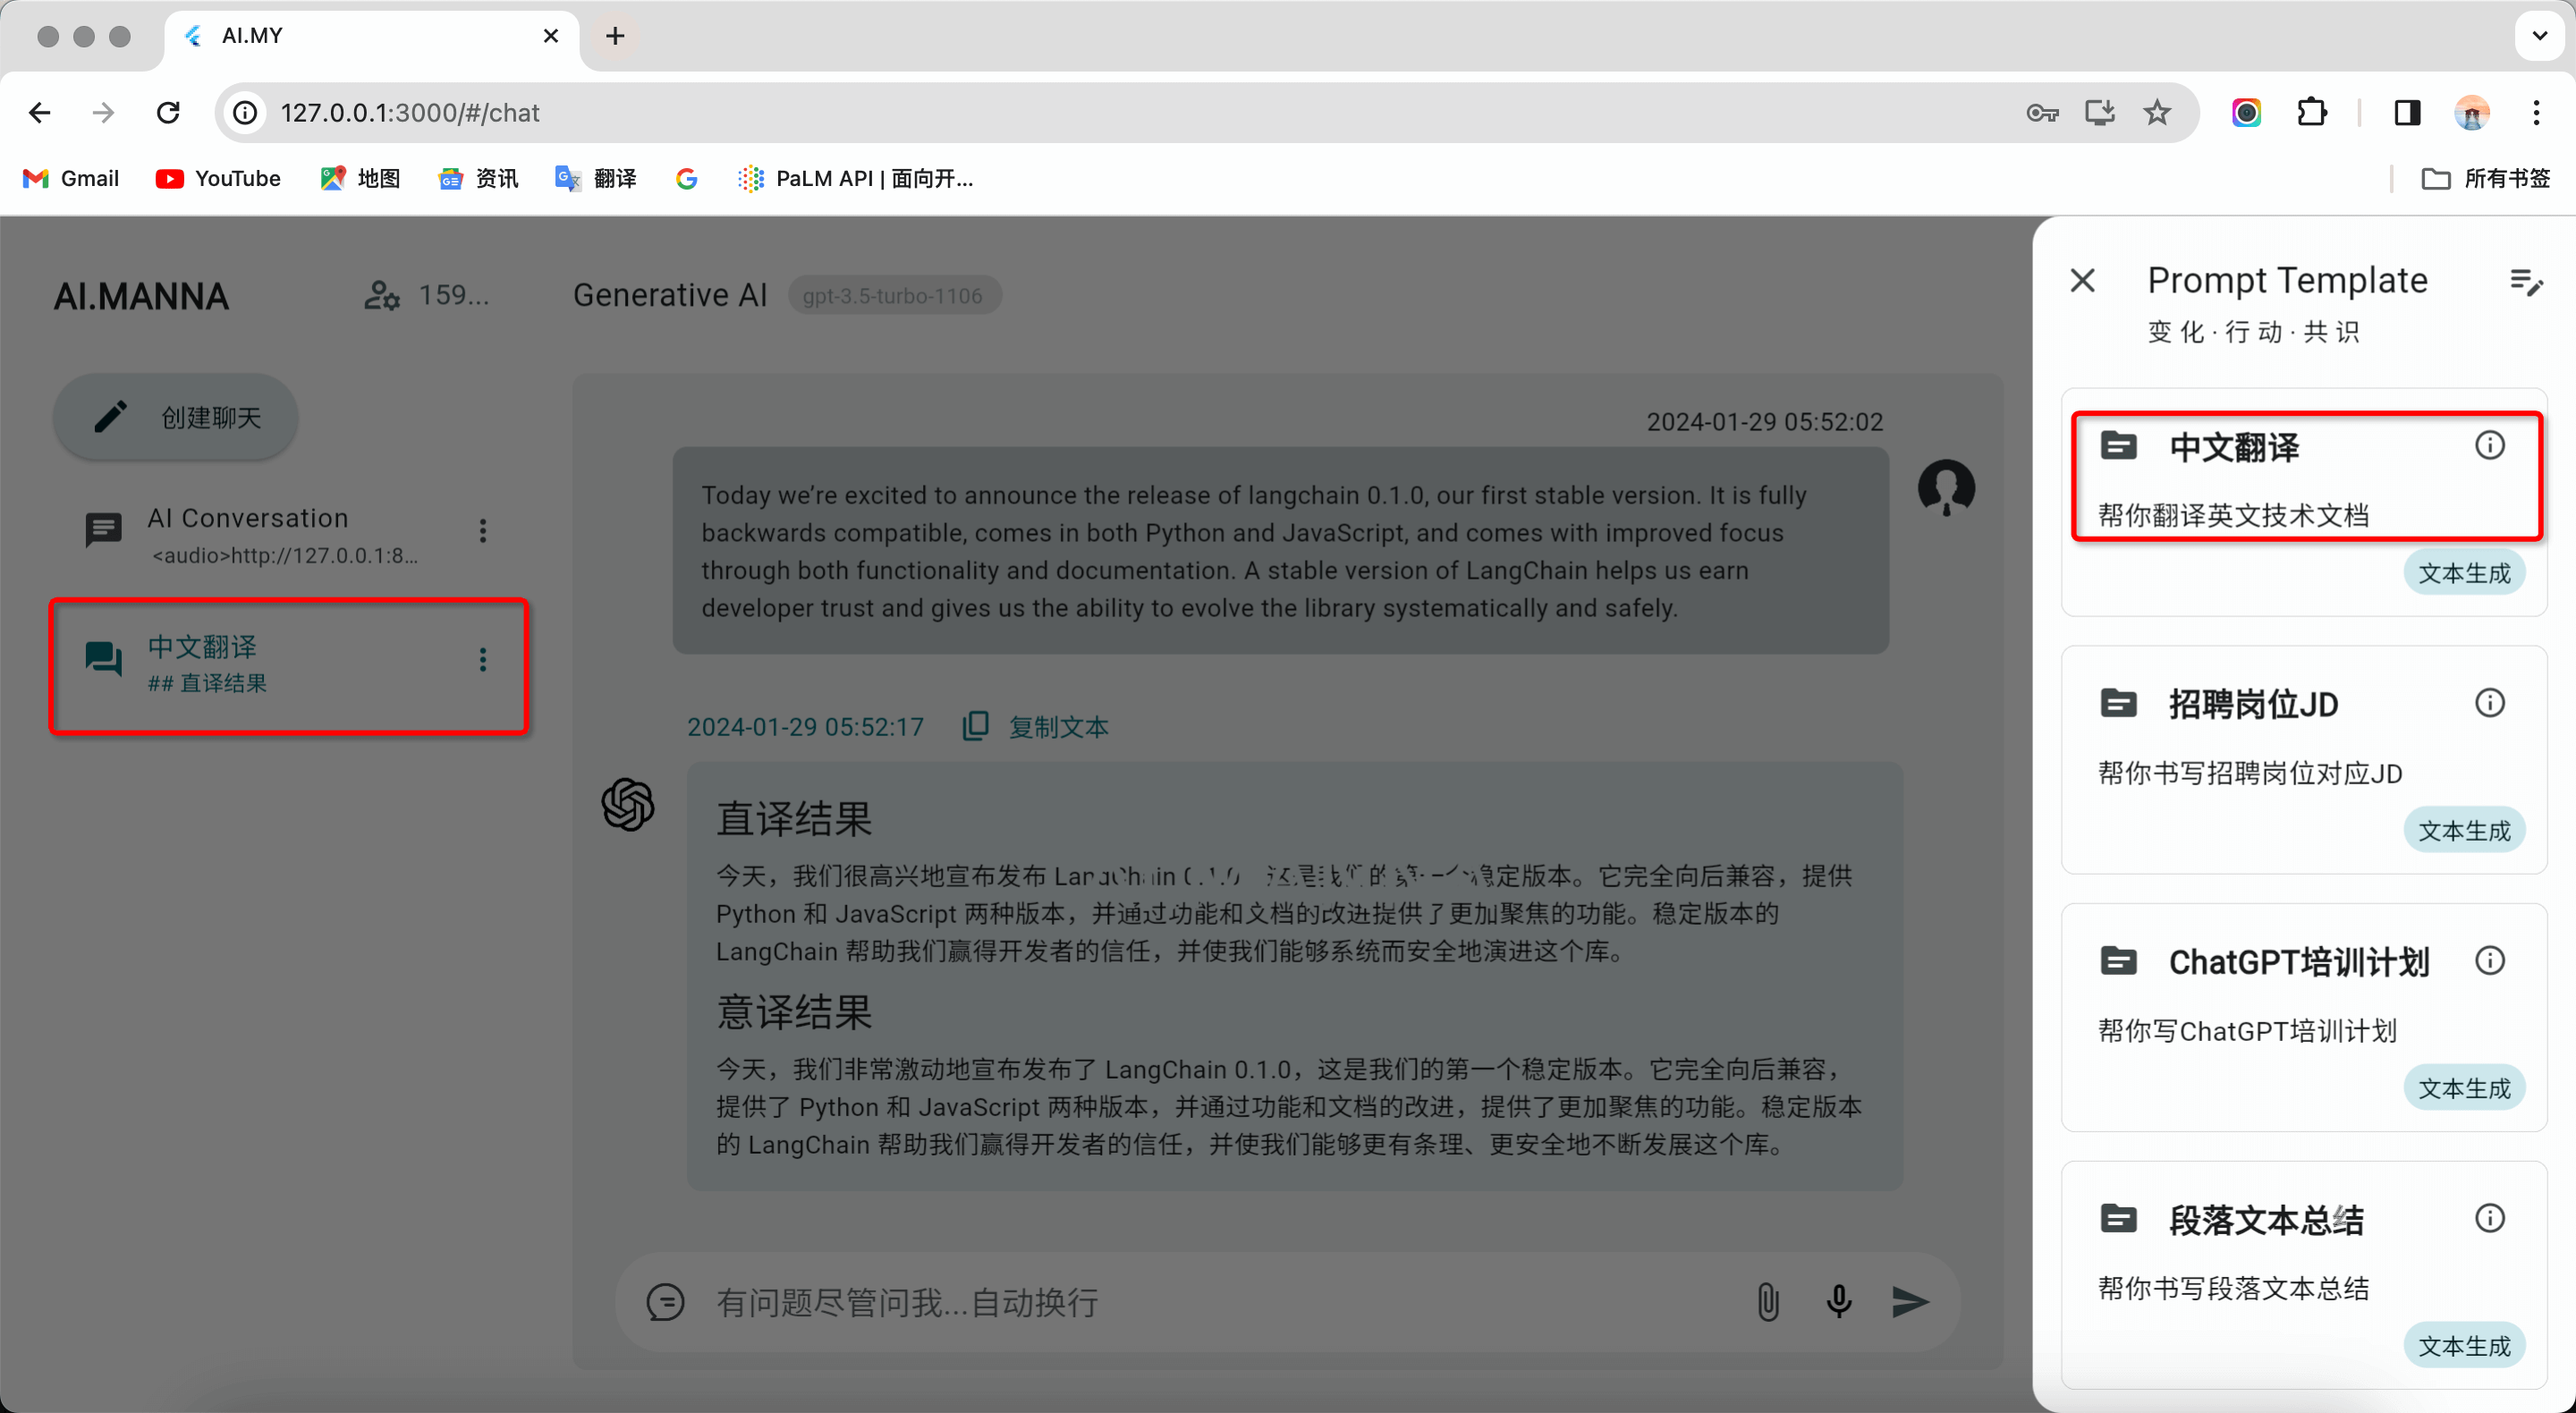 AI.MY
127.0.0.1:3000/#/chat
Gmail
YouTube
地图
资讯
翻译
PaLM API | 面向开...
所有书签
AI.MANNA
159...
创建聊天
AI Conversation
<audio>http://127.0.0.1:8...
中文翻译
## 直译结果
Generative AI
gpt-3.5-turbo-1106
2024-01-29 05:52:02
Today we’re excited to announce the release of langchain 0.1.0, our first stable version. It is fully
backwards compatible, comes in both Python and JavaScript, and comes with improved focus
through both functionality and documentation. A stable version of LangChain helps us earn
developer trust and gives us the ability to evolve the library systematically and safely.
2024-01-29 05:52:17
复制文本
直译结果
今天，我们很高兴地宣布发布 LangChain 0.1.0，这是我们的第一个稳定版本。它完全向后兼容，提供
Python 和 JavaScript 两种版本，并通过功能和文档的改进提供了更加聚焦的功能。稳定版本的
LangChain 帮助我们赢得开发者的信任，并使我们能够系统而安全地演进这个库。
意译结果
今天，我们非常激动地宣布发布了 LangChain 0.1.0，这是我们的第一个稳定版本。它完全向后兼容，
提供了 Python 和 JavaScript 两种版本，并通过功能和文档的改进，提供了更加聚焦的功能。稳定版本
的 LangChain 帮助我们赢得开发者的信任，并使我们能够更有条理、更安全地不断发展这个库。
有问题尽管问我...自动换行
Prompt Template
变 化 · 行 动 · 共 识
中文翻译
帮你翻译英文技术文档
文本生成
招聘岗位JD
帮你书写招聘岗位对应JD
文本生成
ChatGPT培训计划
帮你写ChatGPT培训计划
文本生成
段落文本总结
帮你书写段落文本总结
文本生成